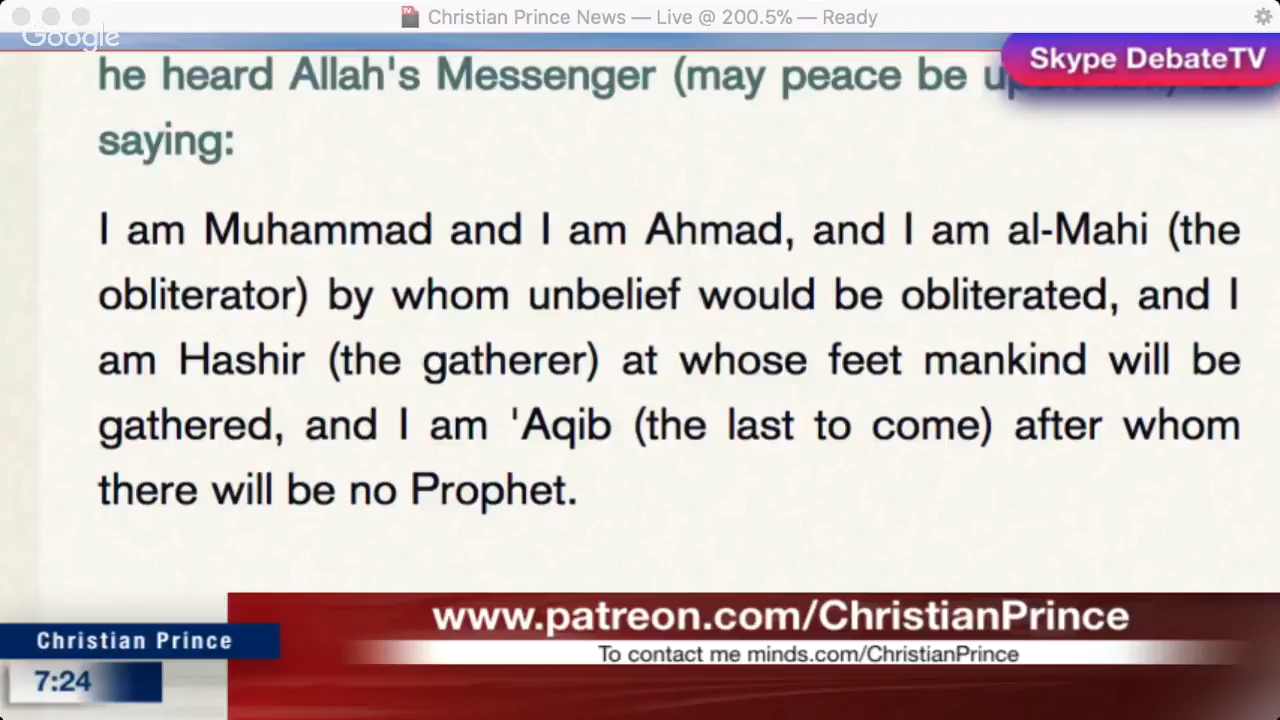 Christian Prince News — Live @ 200.5% — Ready
Google
Skype DebateTV
he heard Allah's Messenger (may peace be
saying:
I am Muhammad and I am Ahmad, and I am al-Mahi (the
obliterator) by whom unbelief would be obliterated, and I
am Hashir (the gatherer) at whose feet mankind will be
gathered, and I am 'Aqib (the last to come) after whom
there will be no Prophet.
www.patreon.com/ChristianPrince
Christian Prince
To contact me minds.com/ChristianPrince
7:24